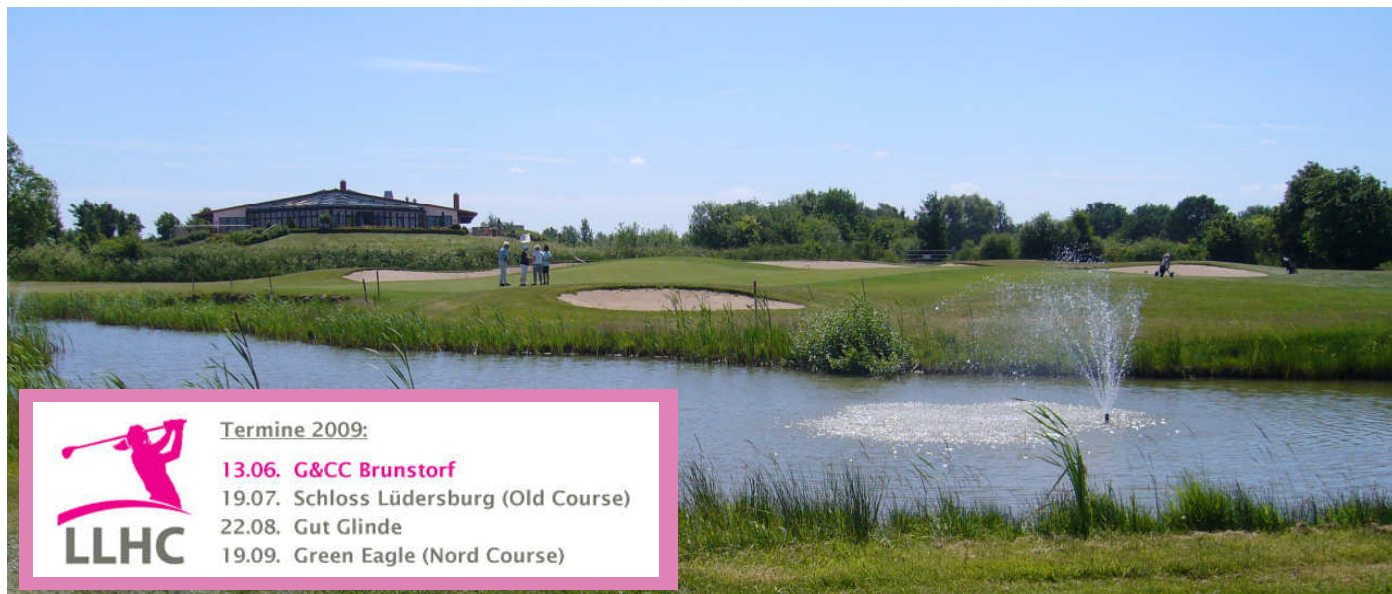 LLHC
Termine 2009:
13.06. G&CC Brunstorf
19.07. Schloss Lüdersburg (Old Course)
22.08. Gut Glinde
19.09. Green Eagle (Nord Course)